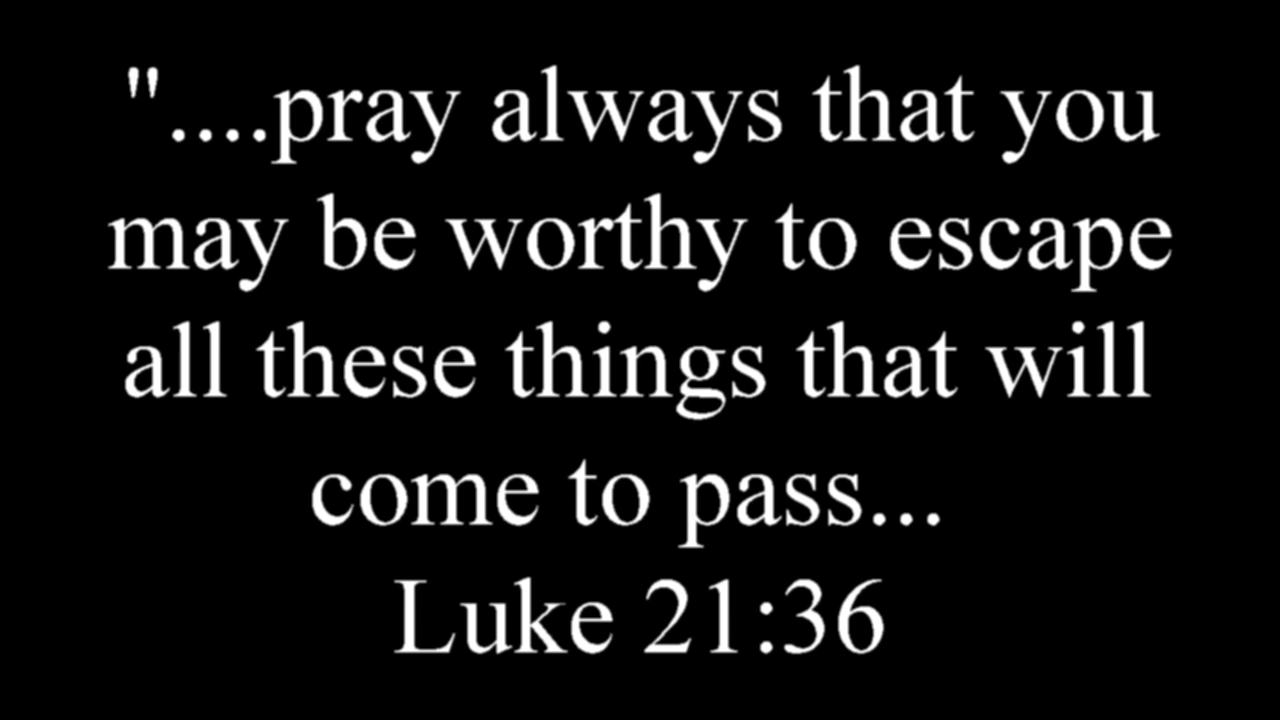 "....pray always that you
may be worthy to escape
all these things that will
come to pass...
Luke 21:36